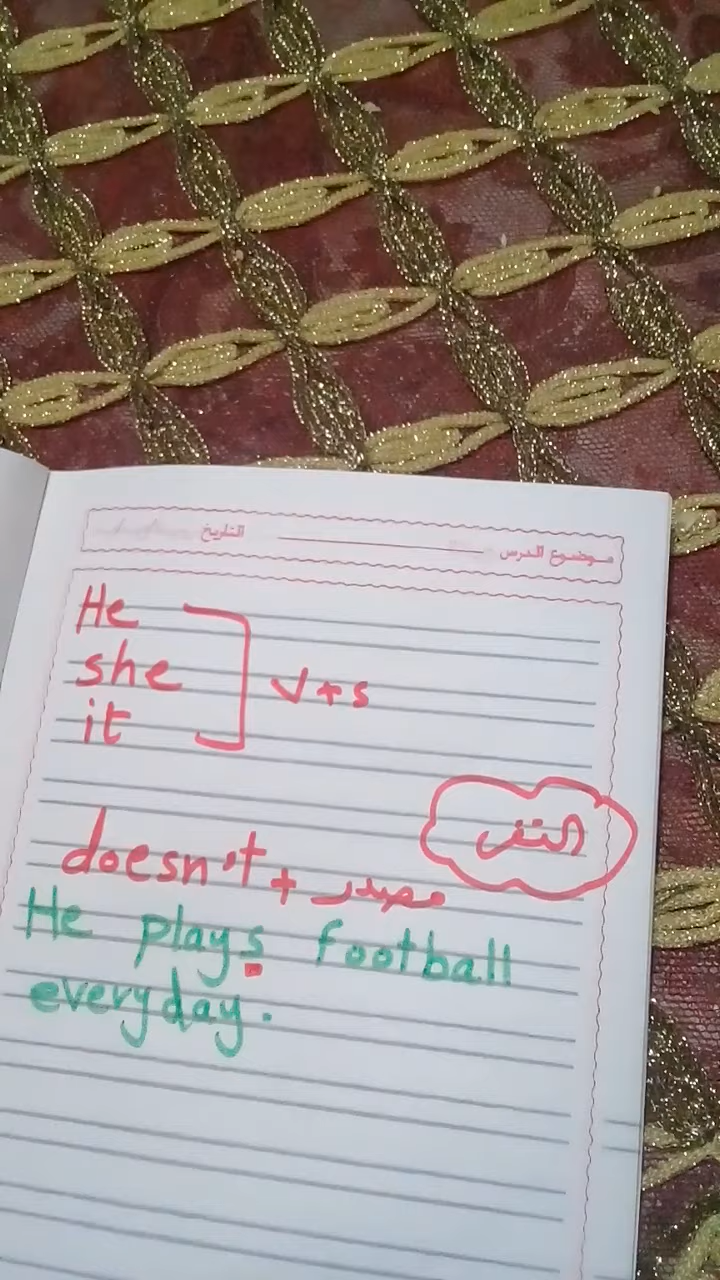 موضوع الدرس التاريخ
He
she
it
V+s
النفي
doesn't + مصدر
He plays football
everyday.